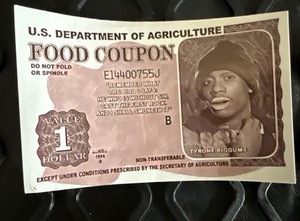 U.S. DEPARTMENT OF AGRICULTURE
FOOD COUPON
DO NOT FOLD
OR SPINDLE
E14400755J
"REMEMBER WHAT
THE BIBLE SAYS:
HE WHO IS WITHOUT SIN,
CAST THE FIRST ROCK,
AND I SHALL SMOKETH IT"
B
VALUE
1
DOLLAR
1998
B
TYRONE BIGGUMS
NON-TRANSFERABLE
EXCEPT UNDER CONDITIONS PRESCRIBED BY THE SECRETARY OF AGRICULTURE